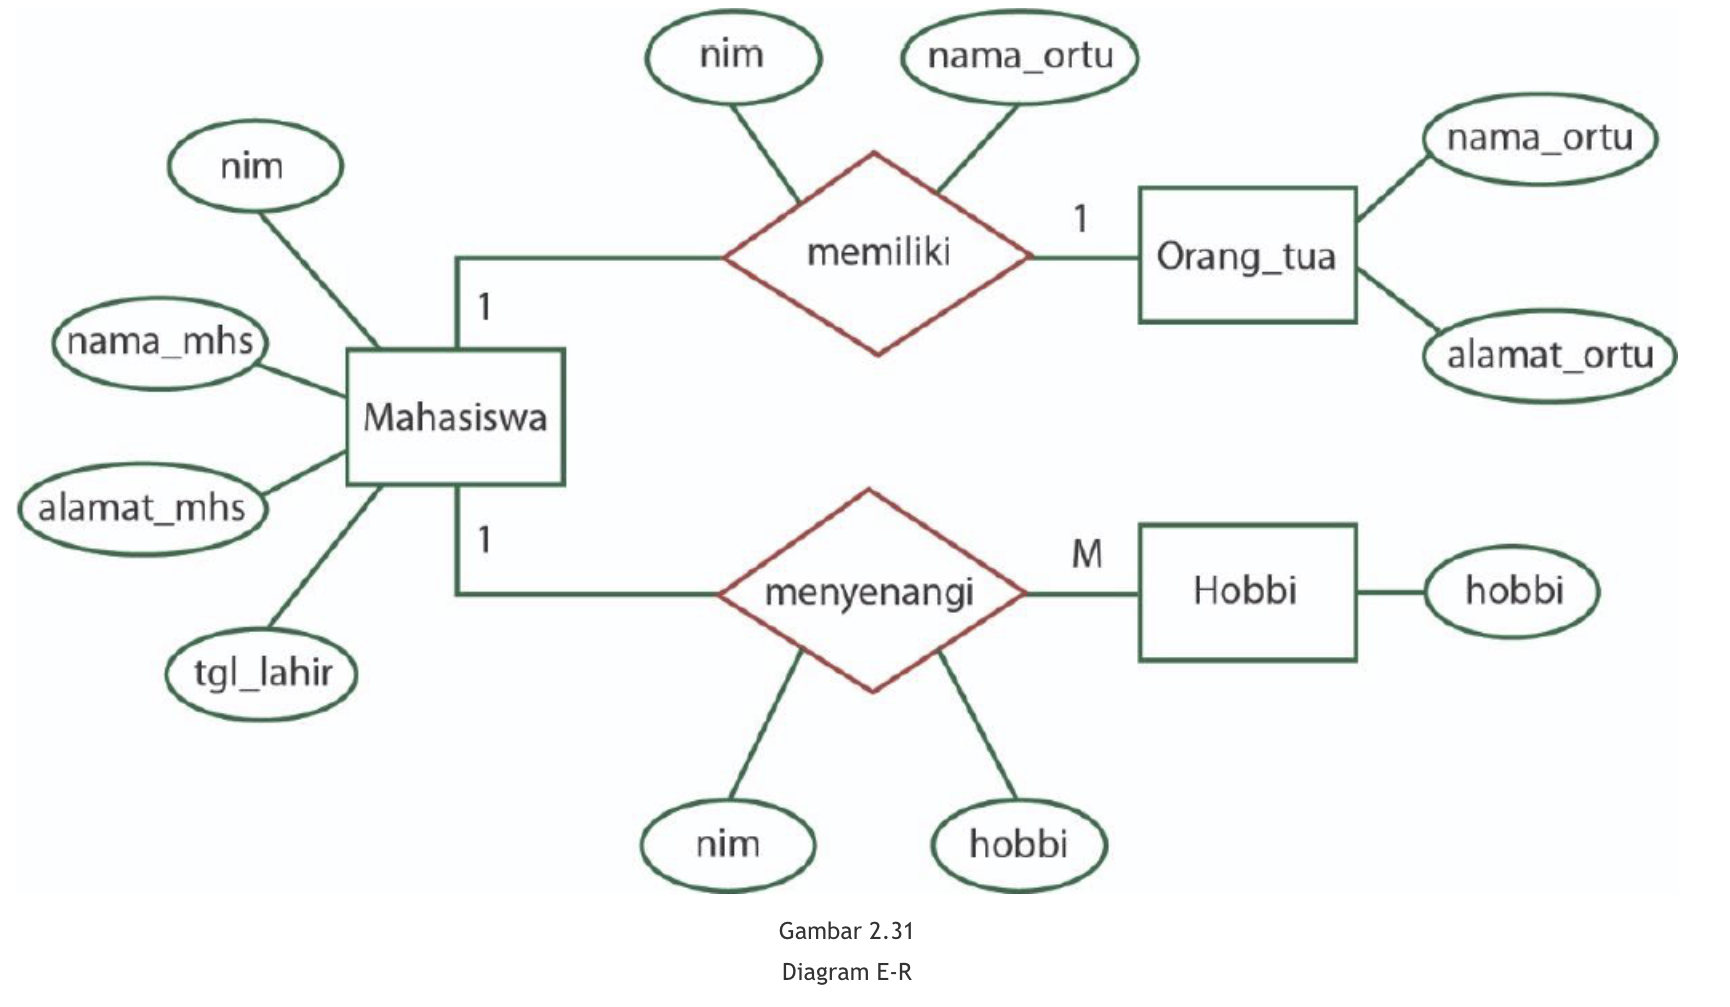 nim
nama_ortu
nama_ortu
nim
1
memiliki
Orang_tua
1
nama_mhs
alamat_ortu
Mahasiswa
alamat_mhs
1
M
menyenangi
Hobbi
hobbi
tgl_lahir
nim
hobbi
Gambar 2.31
Diagram E-R